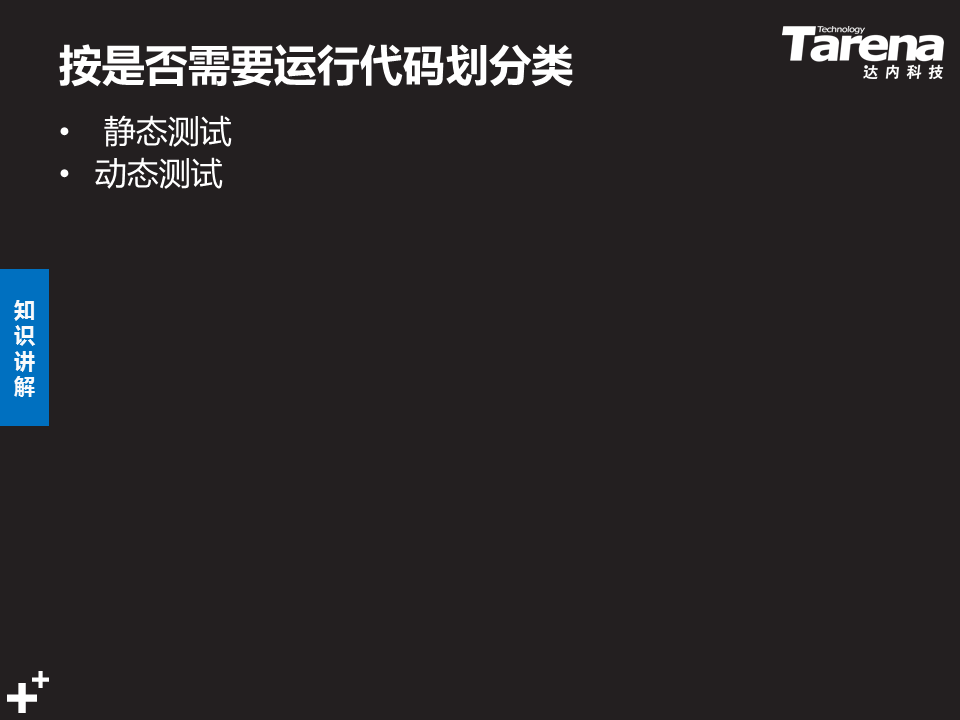 按是否需要运行代码划分类
Technology
Tarena
达内科技
• 静态测试
• 动态测试
知
识
讲
解